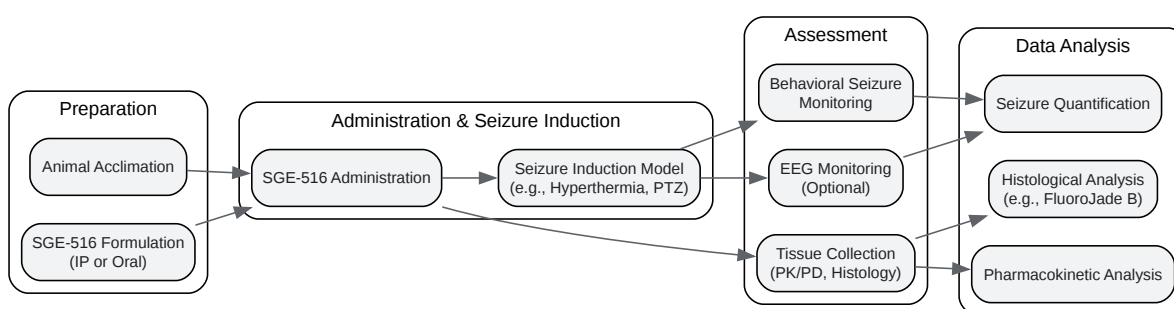 Preparation
Animal Acclimation
SGE-516 Formulation
(IP or Oral)
Administration & Seizure Induction
SGE-516 Administration
Seizure Induction Model
(e.g., Hyperthermia, PTZ)
Assessment
Behavioral Seizure
Monitoring
EEG Monitoring
(Optional)
Tissue Collection
(PK/PD, Histology)
Data Analysis
Seizure Quantification
Histological Analysis
(e.g., FluoroJade B)
Pharmacokinetic Analysis